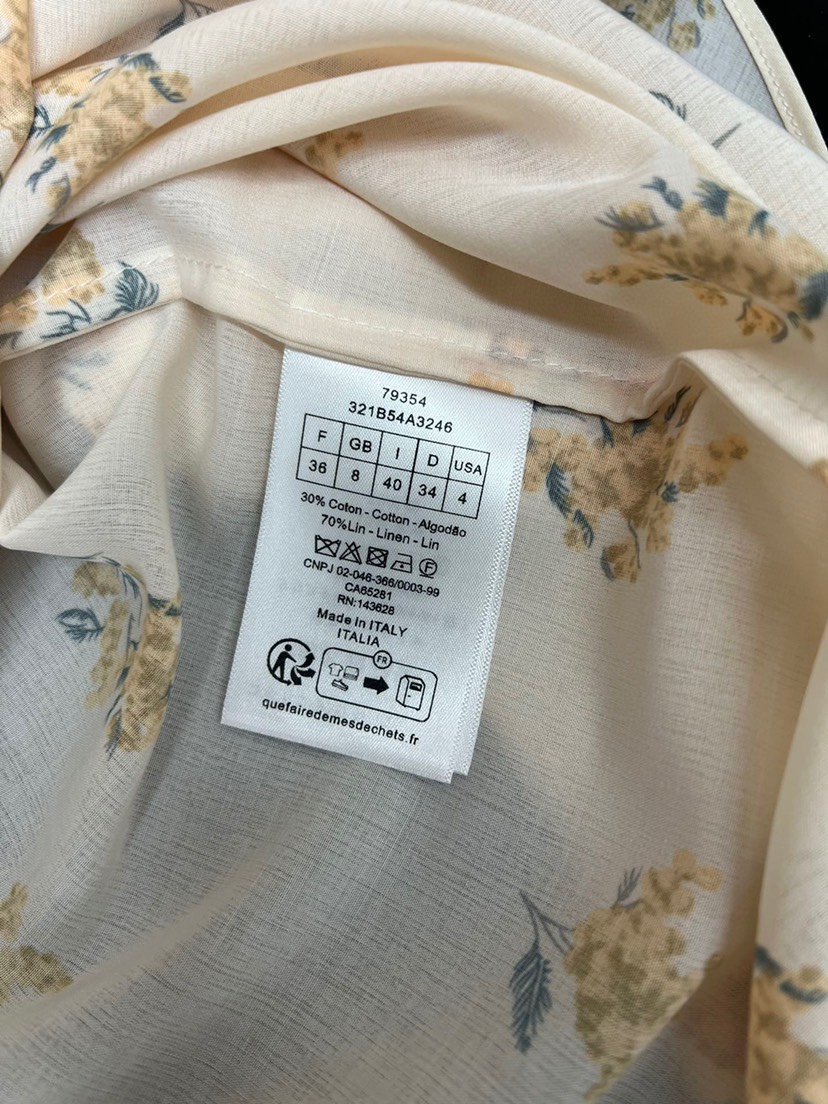 79354
321B54A3246
F GB I D USA
36 8 40 34 4
30% Coton - Cotton - Algodão
70%Lin - Linen - Lin
F
CNPJ 02-046-366/0003-99
CA65281
RN:143628
Made in ITALY
ITALIA
FR
quefairedemesdechets.fr